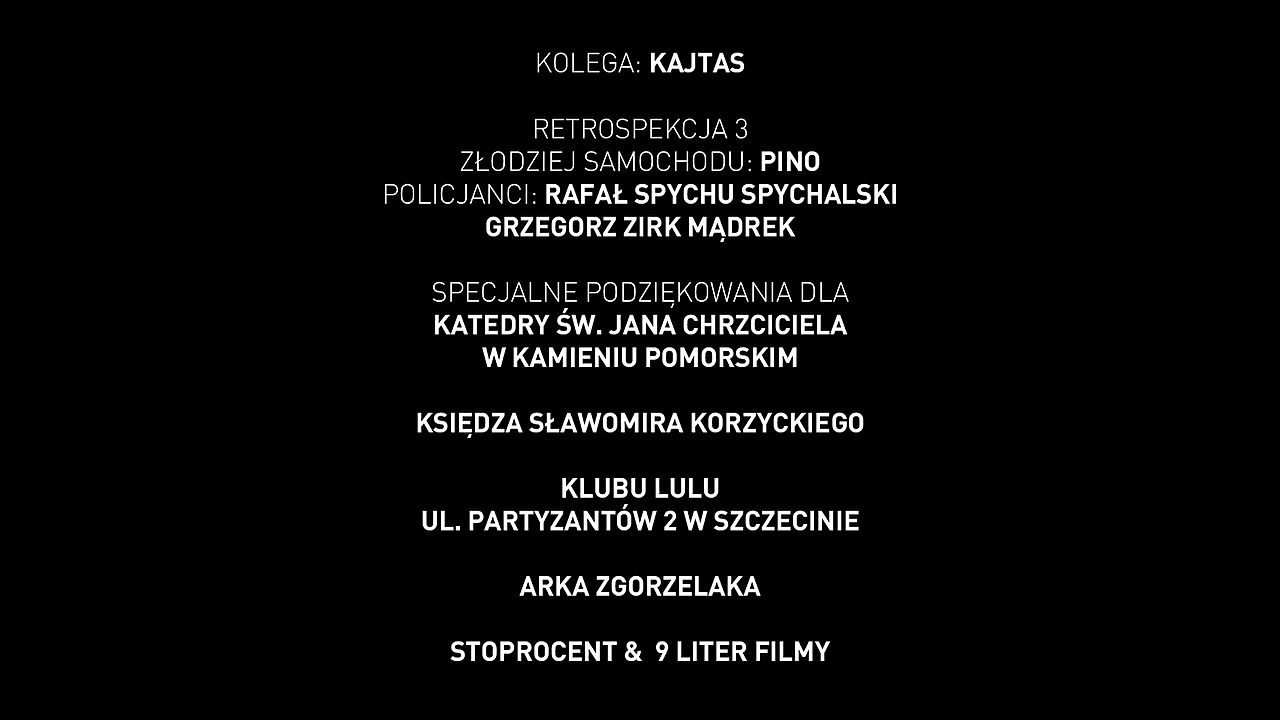 KOLEGA: KAJTAS
RETROSPEKCJA 3
ZŁODZIEJ SAMOCHODU: PINO
POLICJANCI: RAFAŁ SPYCHU SPYCHALSKI
GRZEGORZ ZIRK MĄDREK
SPECJALNE PODZIĘKOWANIA DLA
KATEDRY ŚW. JANA CHRZCICIELA
W KAMIENIU POMORSKIM
KSIĘDZA SŁAWOMIRA KORZYCKIEGO
KLUBU LULU
UL. PARTYZANTÓW 2 W SZCZECINIE
ARKA ZGORZELAKA
STOPROCENT & 9 LITER FILMY